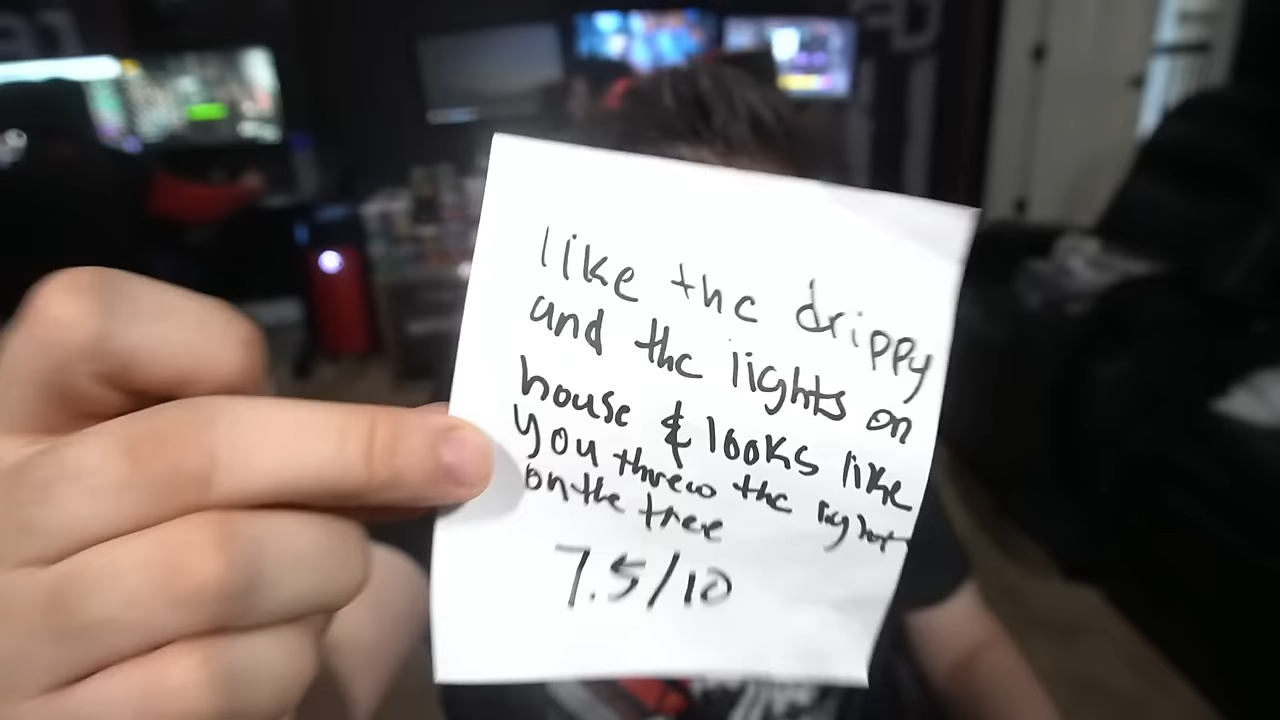 like the drippy
and the lights on
house & looks like
you threw the lights
on the tree
7.5/10